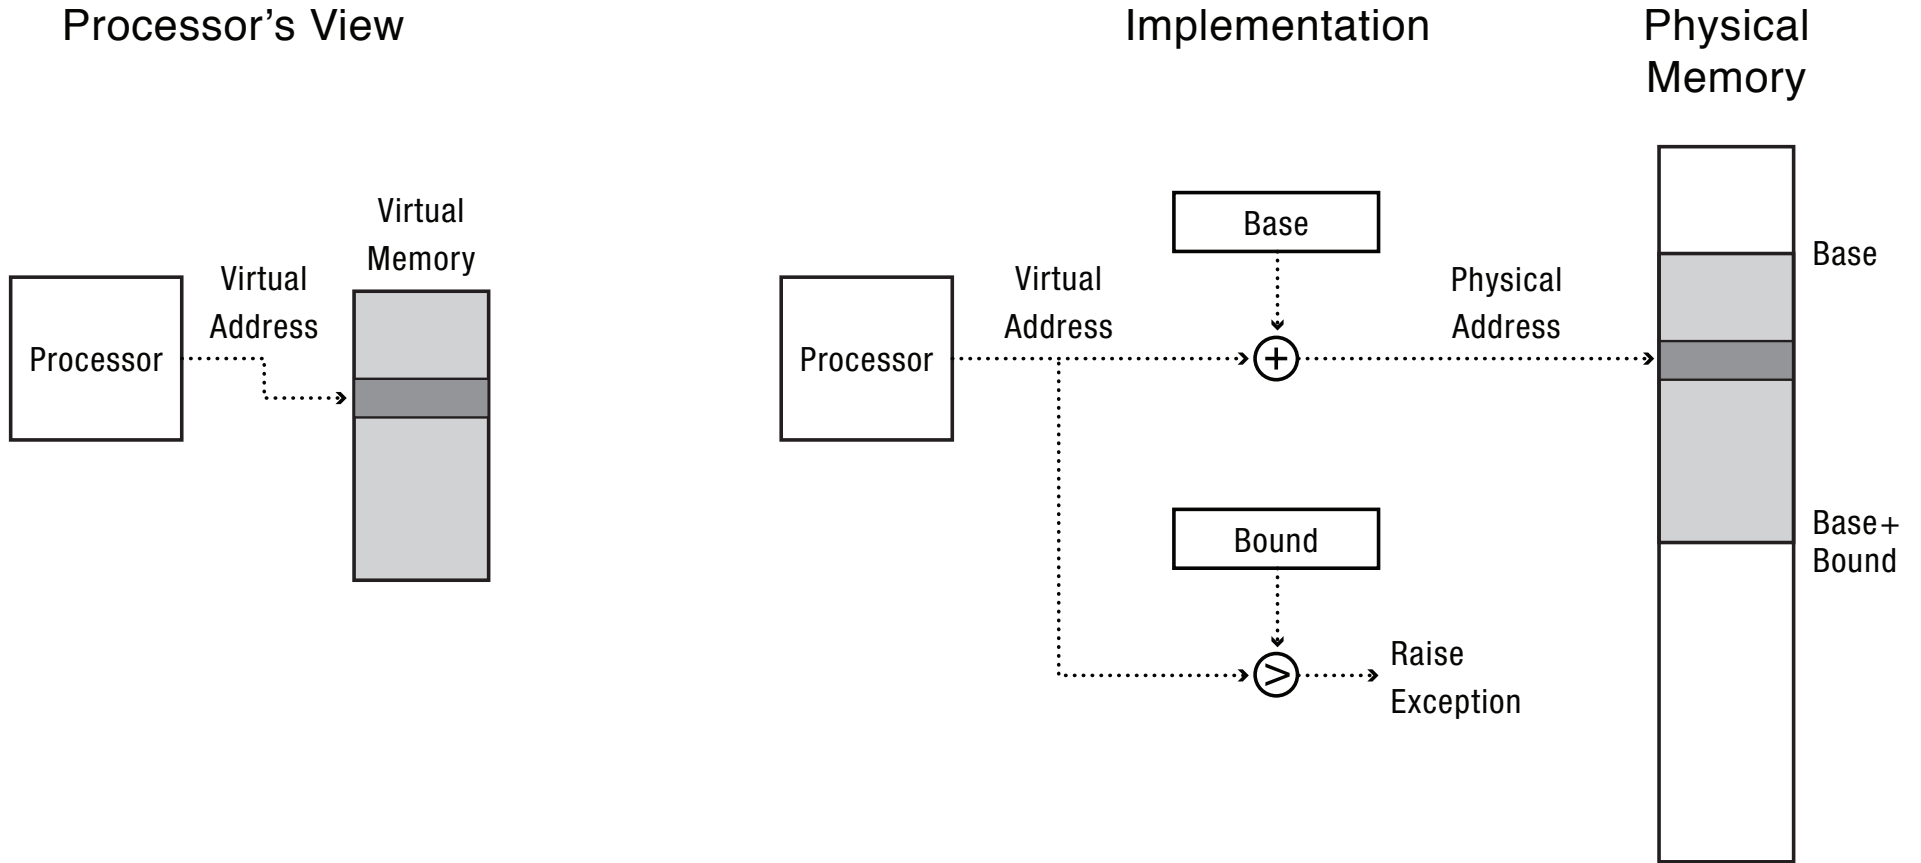 Processor's View
Implementation
Physical
Memory
Virtual
Memory
Virtual
Address
Processor
Processor
Virtual
Address
Base
+
Physical
Address
Base
Bound
>
Raise
Exception
Base+
Bound